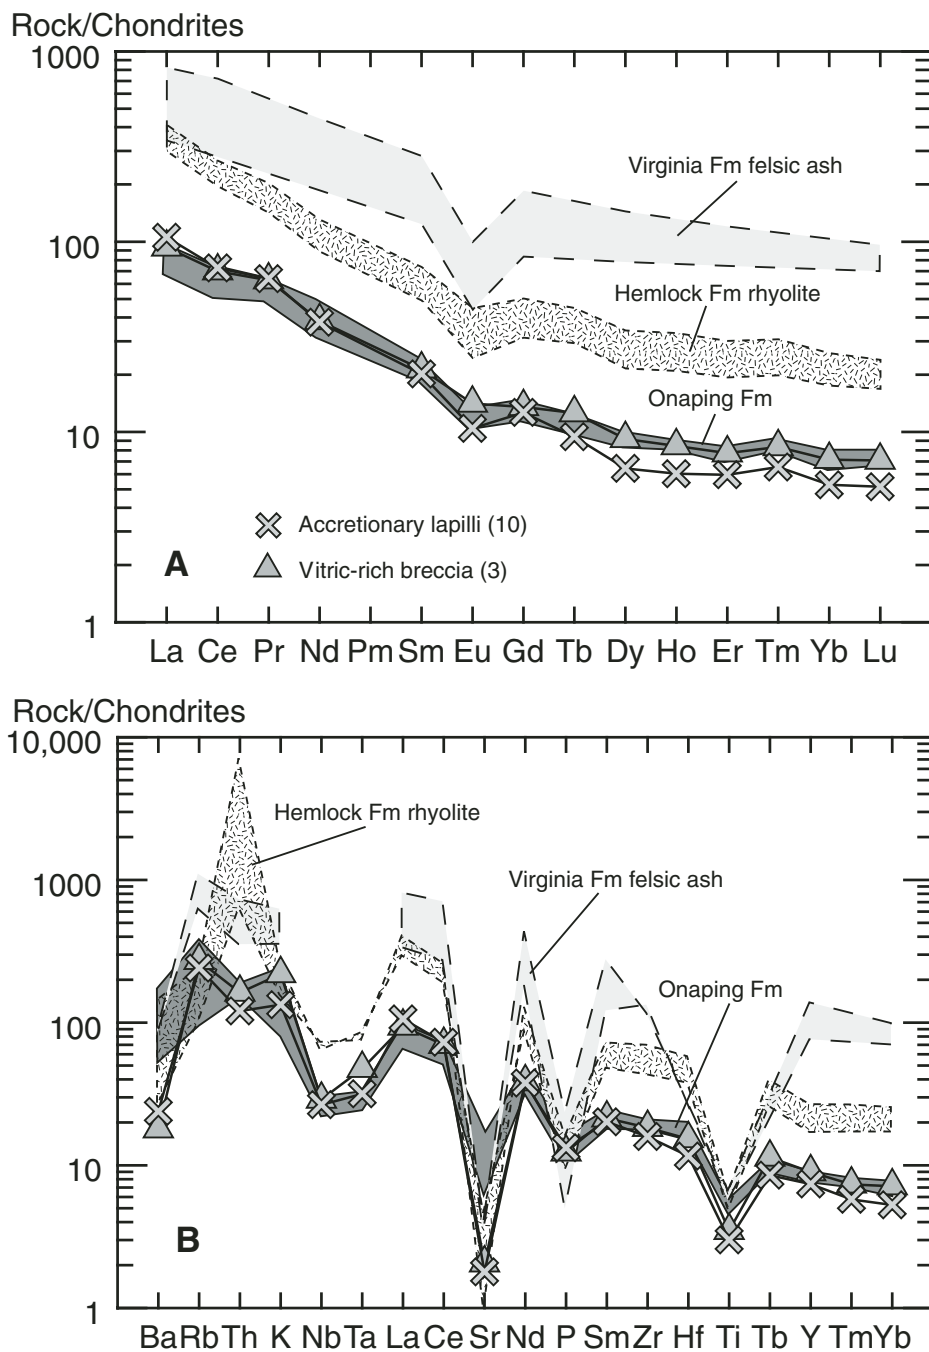 Rock/Chondrites
1000
Virginia Fm felsic ash
100
Hemlock Fm rhyolite
Onaping Fm
10
Accretionary lapilli (10)
A
Vitric-rich breccia (3)
1
La Ce Pr Nd Pm Sm Eu Gd Tb Dy Ho Er Tm Yb Lu
Rock/Chondrites
10,000
Hemlock Fm rhyolite
1000
Virginia Fm felsic ash
Onaping Fm
100
10
B
1
Ba Rb Th K Nb Ta La Ce Sr Nd P Sm Zr Hf Ti Tb Y Tm Yb